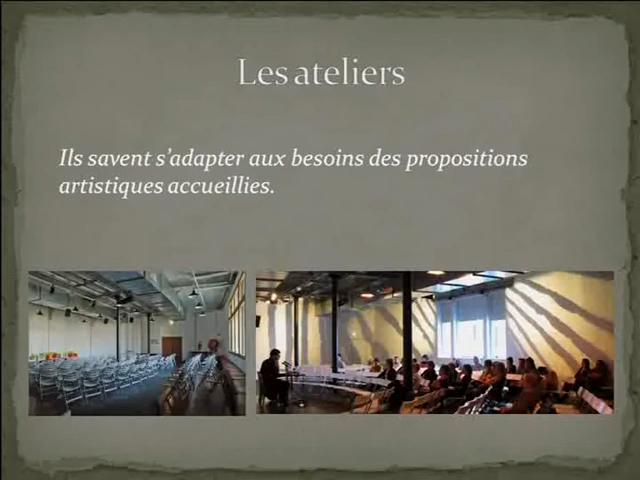 Les ateliers
Ils savent s'adapter aux besoins des propositions
artistiques accueillies.